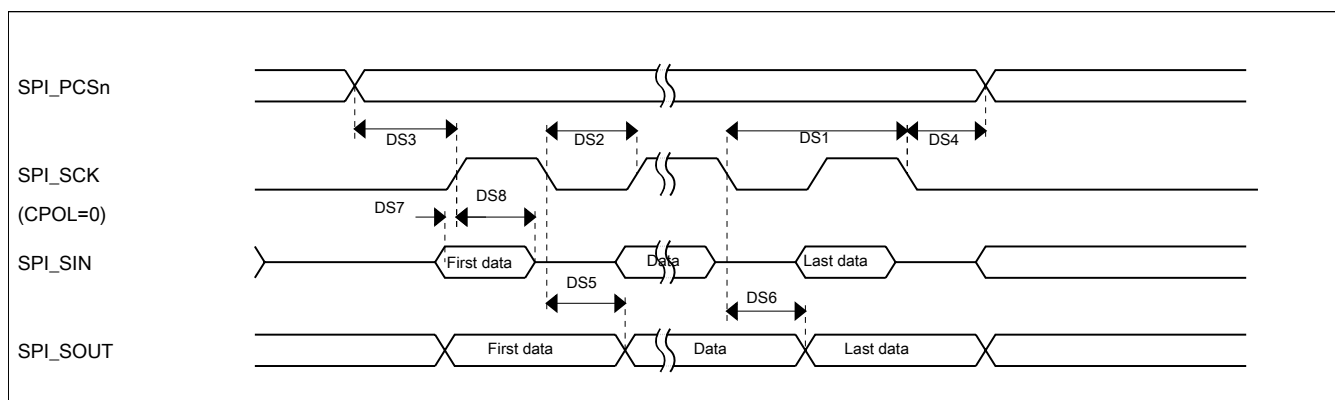 SPI_PCSn
DS3
DS2
DS1
DS4
SPI_SCK
(CPOL=0)
DS7
DS8
SPI_SIN
First data
Data
Last data
DS5
DS6
SPI_SOUT
First data
Data
Last data